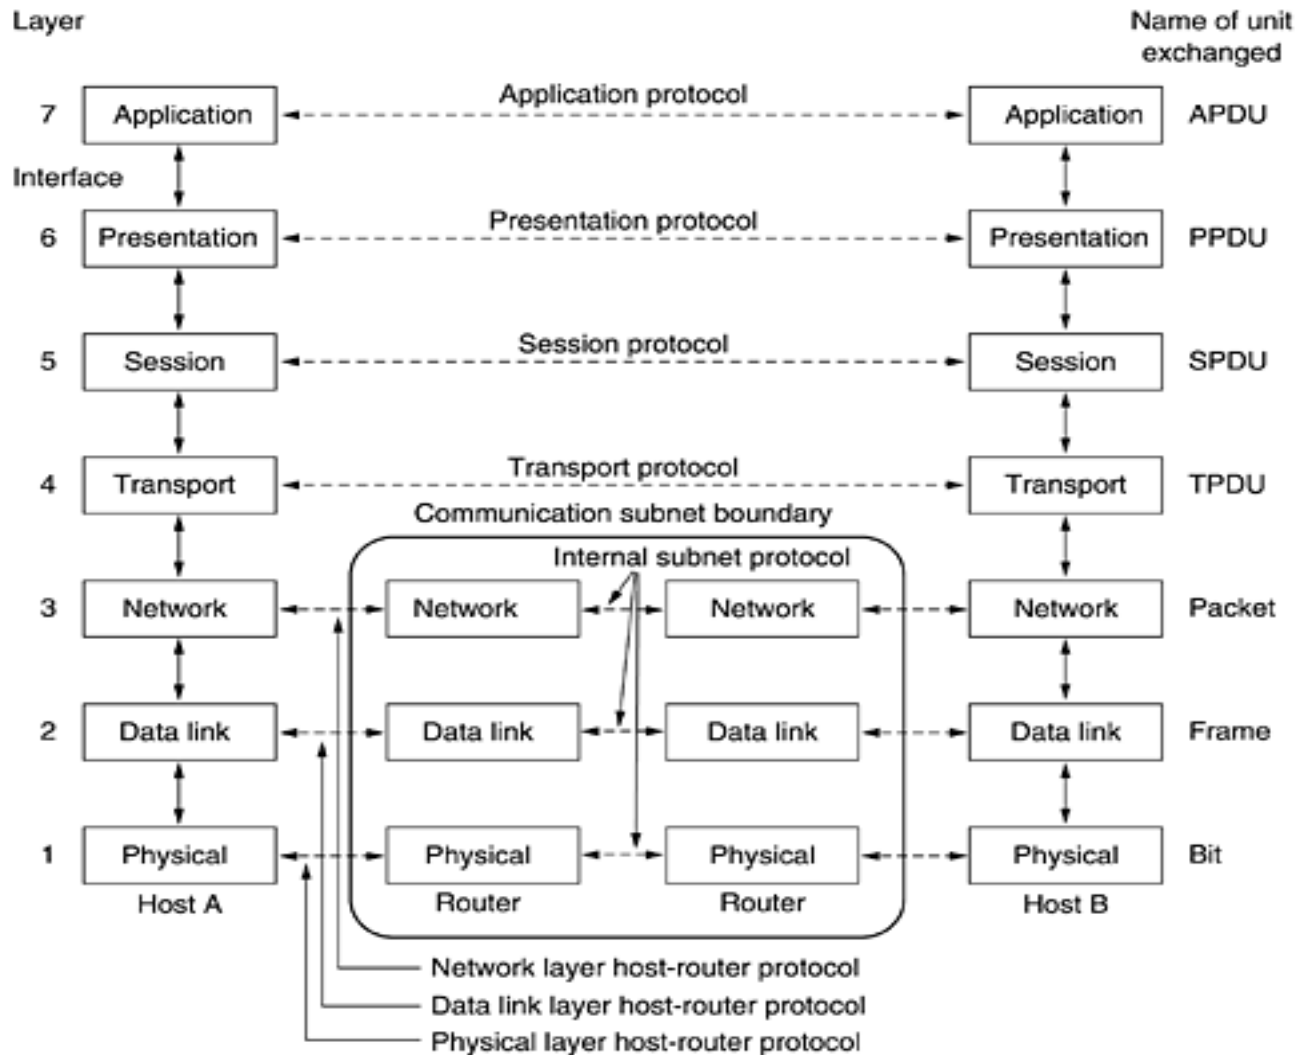 Layer
Name of unit
exchanged
Application protocol
7 Application Application APDU
Interface
Presentation protocol
6 Presentation Presentation PPDU
Session protocol
5 Session Session SPDU
Transport protocol
4 Transport Transport TPDU
Communication subnet boundary
Internal subnet protocol
3 Network Network Network Network Packet
2 Data link Data link Data link Data link Frame
1 Physical Physical Physical Physical Bit
Host A Router Router Host B
Network layer host-router protocol
Data link layer host-router protocol
Physical layer host-router protocol